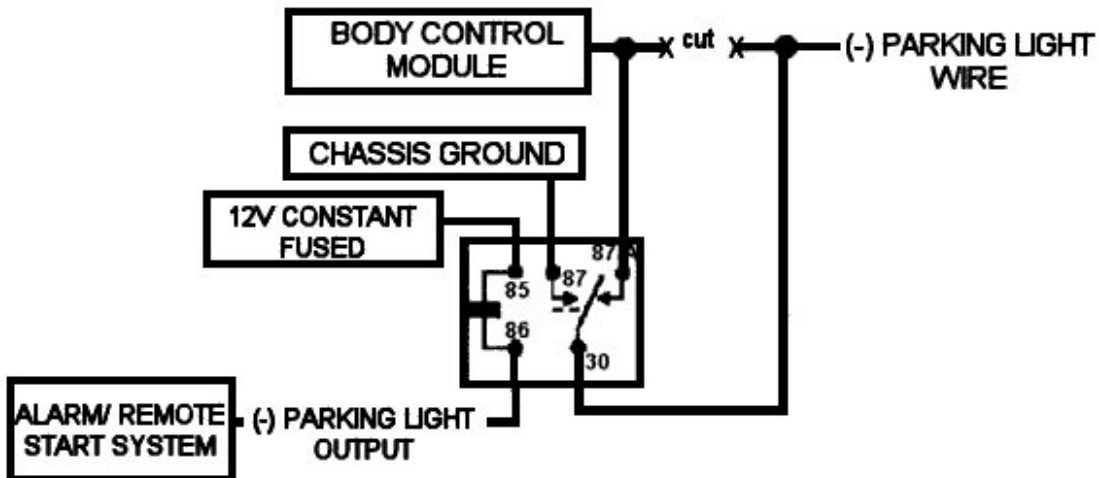 BODY CONTROL
MODULE
cut
(-) PARKING LIGHT
WIRE
CHASSIS GROUND
12V CONSTANT
FUSED
85
87
87A
86
30
ALARM/ REMOTE
START SYSTEM
(-) PARKING LIGHT
OUTPUT